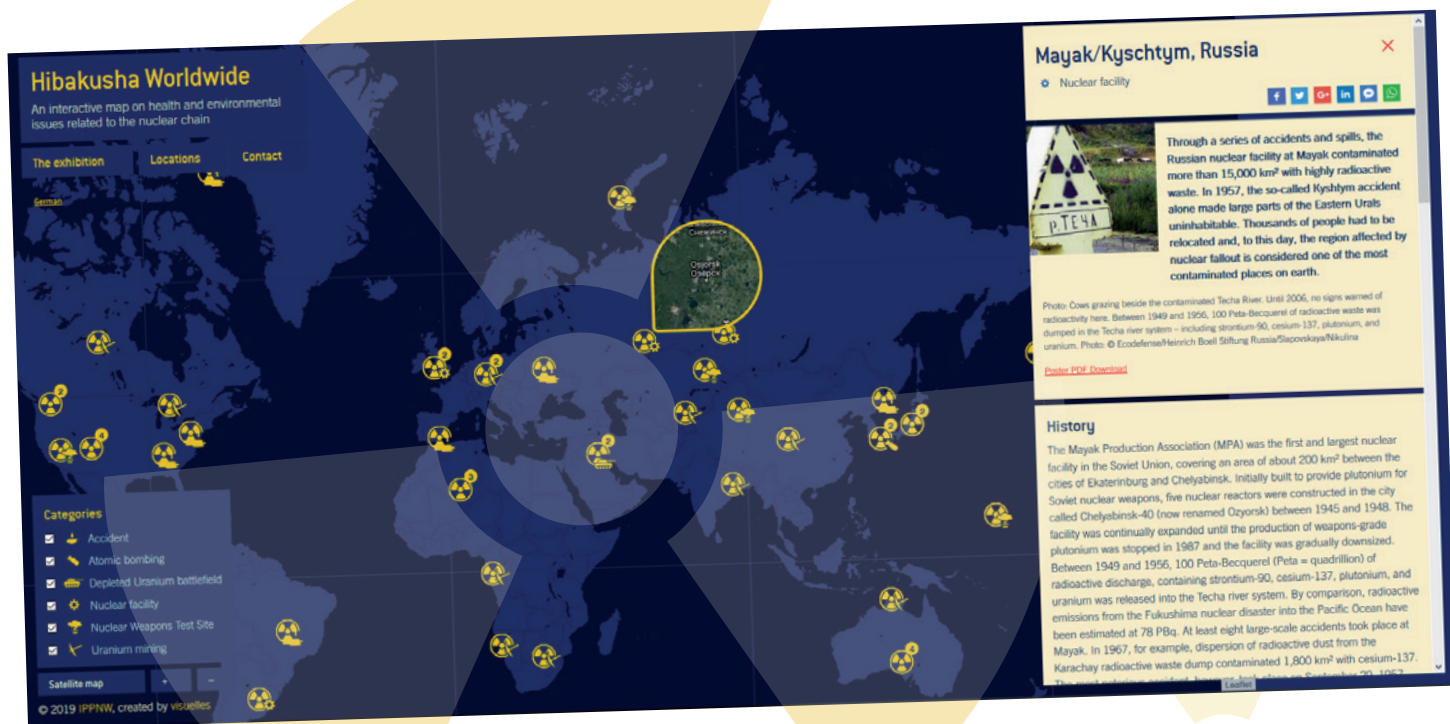 Hibakusha Worldwide
An interactive map on health and environmental
issues related to the nuclear chain
The exhibition
Locations
Contact
German
Categories
Accident
Atomic bombing
Depleted Uranium battlefield
Nuclear facility
Nuclear Weapons Test Site
Uranium mining
Satellite map
+
−
© 2019 IPPNW, created by visuelles
Снежинск
Osjorsk
Озёрск
Mayak/Kyschtym, Russia
Nuclear facility
Р.ТЕЧА
Through a series of accidents and spills, the
Russian nuclear facility at Mayak contaminated
more than 15,000 km² with highly radioactive
waste. In 1957, the so-called Kyshtym accident
alone made large parts of the Eastern Urals
uninhabitable. Thousands of people had to be
relocated and, to this day, the region affected by
nuclear fallout is considered one of the most
contaminated places on earth.
Photo: Cows grazing beside the contaminated Techa River. Until 2006, no signs warned of
radioactivity here. Between 1949 and 1956, 100 Peta-Becquerel of radioactive waste was
dumped in the Techa river system – including strontium-90, cesium-137, plutonium, and
uranium. Photo: © Ecodefense/Heinrich Boell Stiftung Russia/Slapovskaya/Nikulina
Poster PDF Download
History
The Mayak Production Association (MPA) was the first and largest nuclear
facility in the Soviet Union, covering an area of about 200 km² between the
cities of Ekaterinburg and Chelyabinsk. Initially built to provide plutonium for
Soviet nuclear weapons, five nuclear reactors were constructed in the city
called Chelyabinsk-40 (now renamed Ozyorsk) between 1945 and 1948. The
facility was continually expanded until the production of weapons-grade
plutonium was stopped in 1987 and the facility was gradually downsized.
Between 1949 and 1956, 100 Peta-Becquerel (Peta = quadrillion) of
radioactive discharge, containing strontium-90, cesium-137, plutonium, and
uranium was released into the Techa river system. By comparison, radioactive
emissions from the Fukushima nuclear disaster into the Pacific Ocean have
been estimated at 78 PBq. At least eight large-scale accidents took place at
Mayak. In 1967, for example, dispersion of radioactive dust from the
Karachay radioactive waste dump contaminated 1,800 km² with cesium-137.
The most notorious accident, however, took place on September 29, 1957
Leaflet